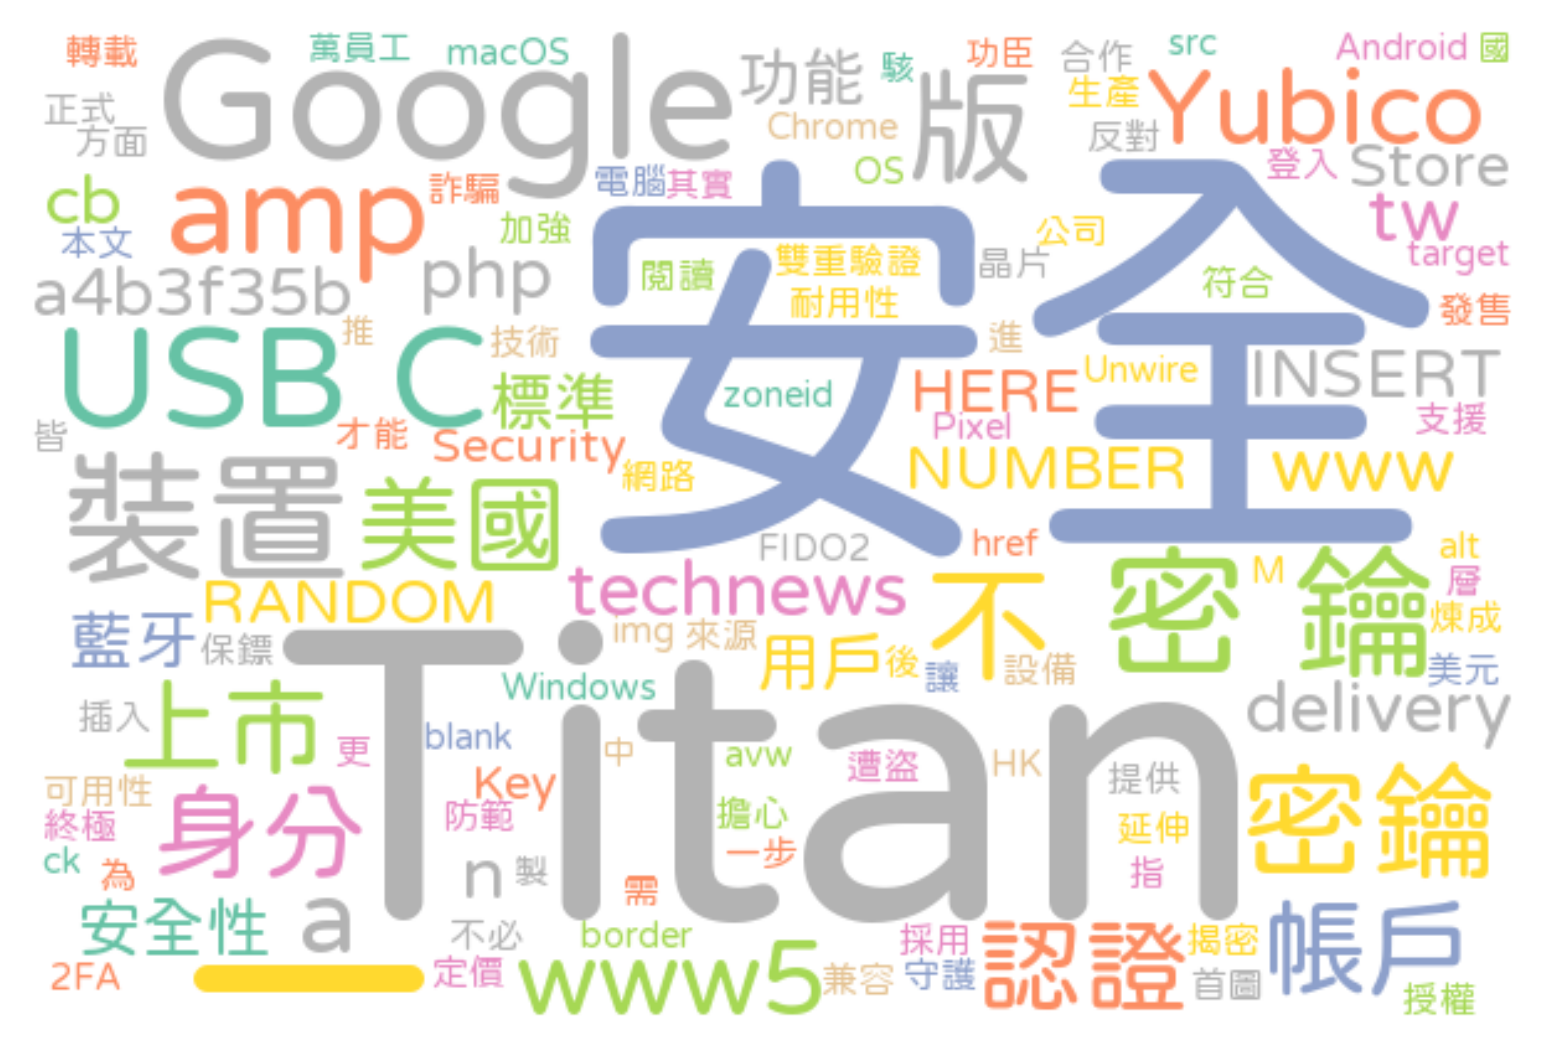 轉載
萬員工
macOS
Google
功能
駭
功臣
合作
src
Android
國
正式
方面
Chrome
版
生產
反對
Yubico
cb
amp
詐騙
電腦
其實
OS
登入
Store
本文
加強
安全
公司
tw
target
a4b3f35b
php
閱讀
雙重驗證
耐用性
晶片
符合
發售
USB C
推
技術
標準
zoneid
進
HERE
Unwire
INSERT
皆
才能
Security
Pixel
支援
裝置
美國
網路
NUMBER
www
FIDO2
href
alt
RANDOM
technews
不
密鑰
M
層
煉成
藍牙
保鏢
Titan
img
來源
用戶
後
讓
設備
美元
插入
上市
更
Windows
blank
中
avw
遭盜
HK
提供
delivery
可用性
終極
身分
Key
防範
擔心
延伸
密鑰
ck
為
n
製
需
一步
指
安全性
a
不必
border
採用
認證
揭密
帳戶
2FA
一
定價
www5
兼容
守護
首圖
授權